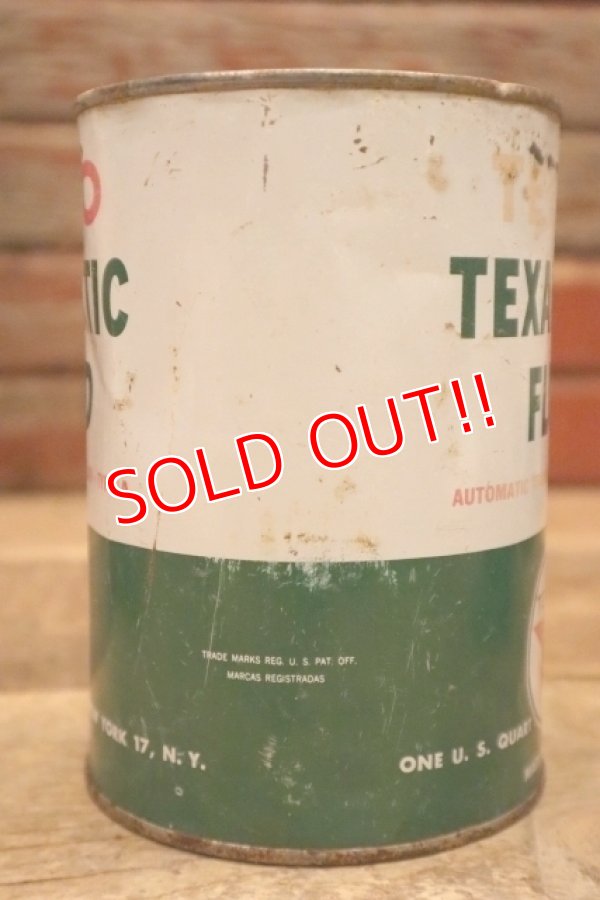 O
TIC
TEXA
FL
SOLD OUT!!
AUTOMATIC
TRADE MARKS REG. U. S. PAT. OFF.
MARCAS REGISTRADAS
YORK 17, N. Y.
ONE U. S. QUART